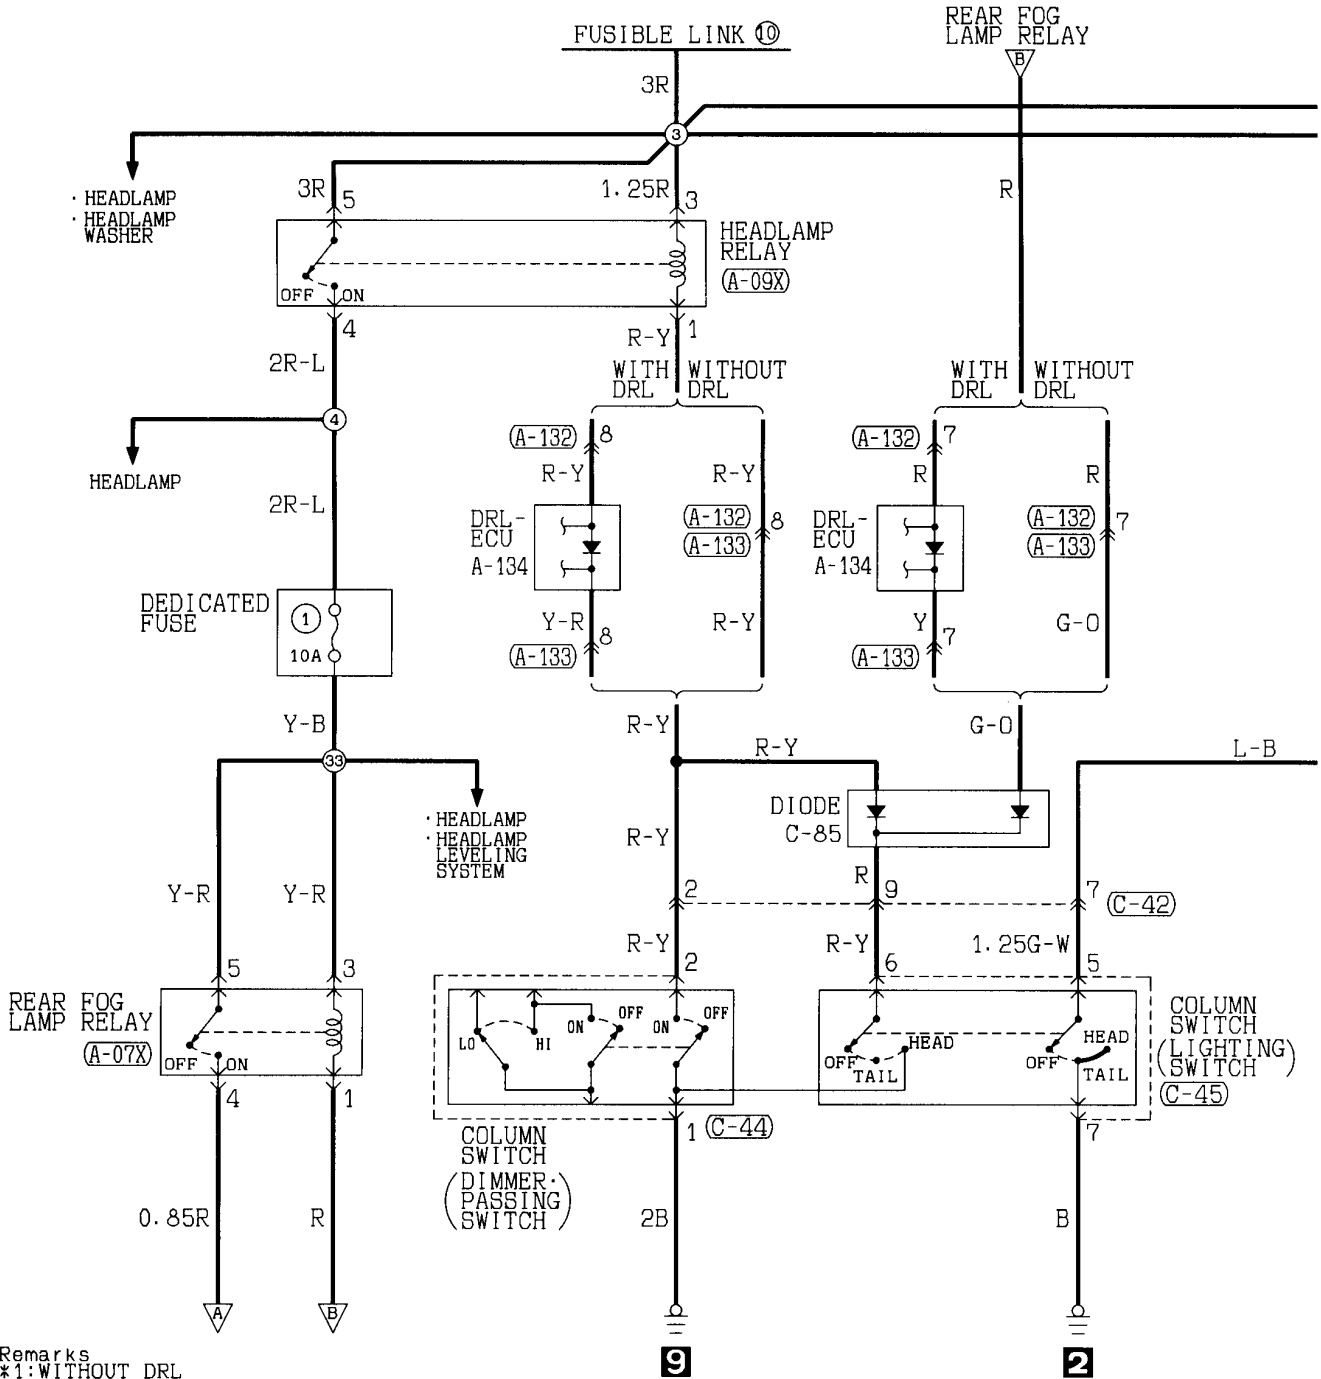 FUSIBLE LINK ⑩
REAR FOG
LAMP RELAY
B
3R
3
· HEADLAMP
· HEADLAMP
WASHER
3R
5
1.25R
3
R
HEADLAMP
RELAY
A-09X
OFF
ON
4
R-Y
1
2R-L
WITH
DRL
WITHOUT
DRL
WITH
DRL
WITHOUT
DRL
4
HEADLAMP
A-132
8
R-Y
R-Y
A-132
7
R
R
2R-L
DRL-
ECU
A-134
A-132
A-133
8
DRL-
ECU
A-134
A-132
A-133
7
DEDICATED
FUSE
1
10A
Y-R
8
A-133
R-Y
Y
7
A-133
G-O
Y-B
R-Y
G-O
33
R-Y
L-B
· HEADLAMP
· HEADLAMP
LEVELING
SYSTEM
R-Y
DIODE
C-85
Y-R
Y-R
2
R
9
7
C-42
R-Y
R-Y
1.25G-W
5
3
2
6
5
REAR FOG
LAMP RELAY
A-07X
OFF
ON
LO
HI
ON
OFF
ON
OFF
OFF
TAIL
HEAD
OFF
HEAD
TAIL
COLUMN
SWITCH
(LIGHTING
SWITCH)
C-45
4
1
1
C-44
7
COLUMN
SWITCH
(DIMMER·
PASSING
SWITCH)
0.85R
R
2B
B
A
B
9
2
Remarks
*1:WITHOUT DRL